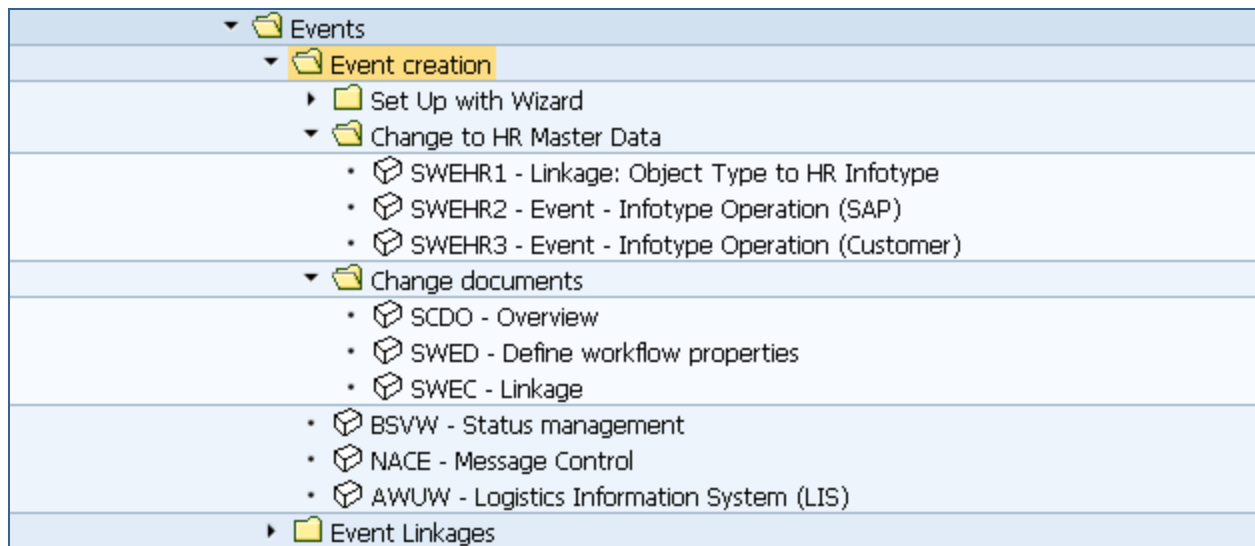 Events
Event creation
Set Up with Wizard
Change to HR Master Data
SWEHR1 - Linkage: Object Type to HR Infotype
SWEHR2 - Event - Infotype Operation (SAP)
SWEHR3 - Event - Infotype Operation (Customer)
Change documents
SCDO - Overview
SWED - Define workflow properties
SWEC - Linkage
BSVW - Status management
NACE - Message Control
AWUW - Logistics Information System (LIS)
Event Linkages